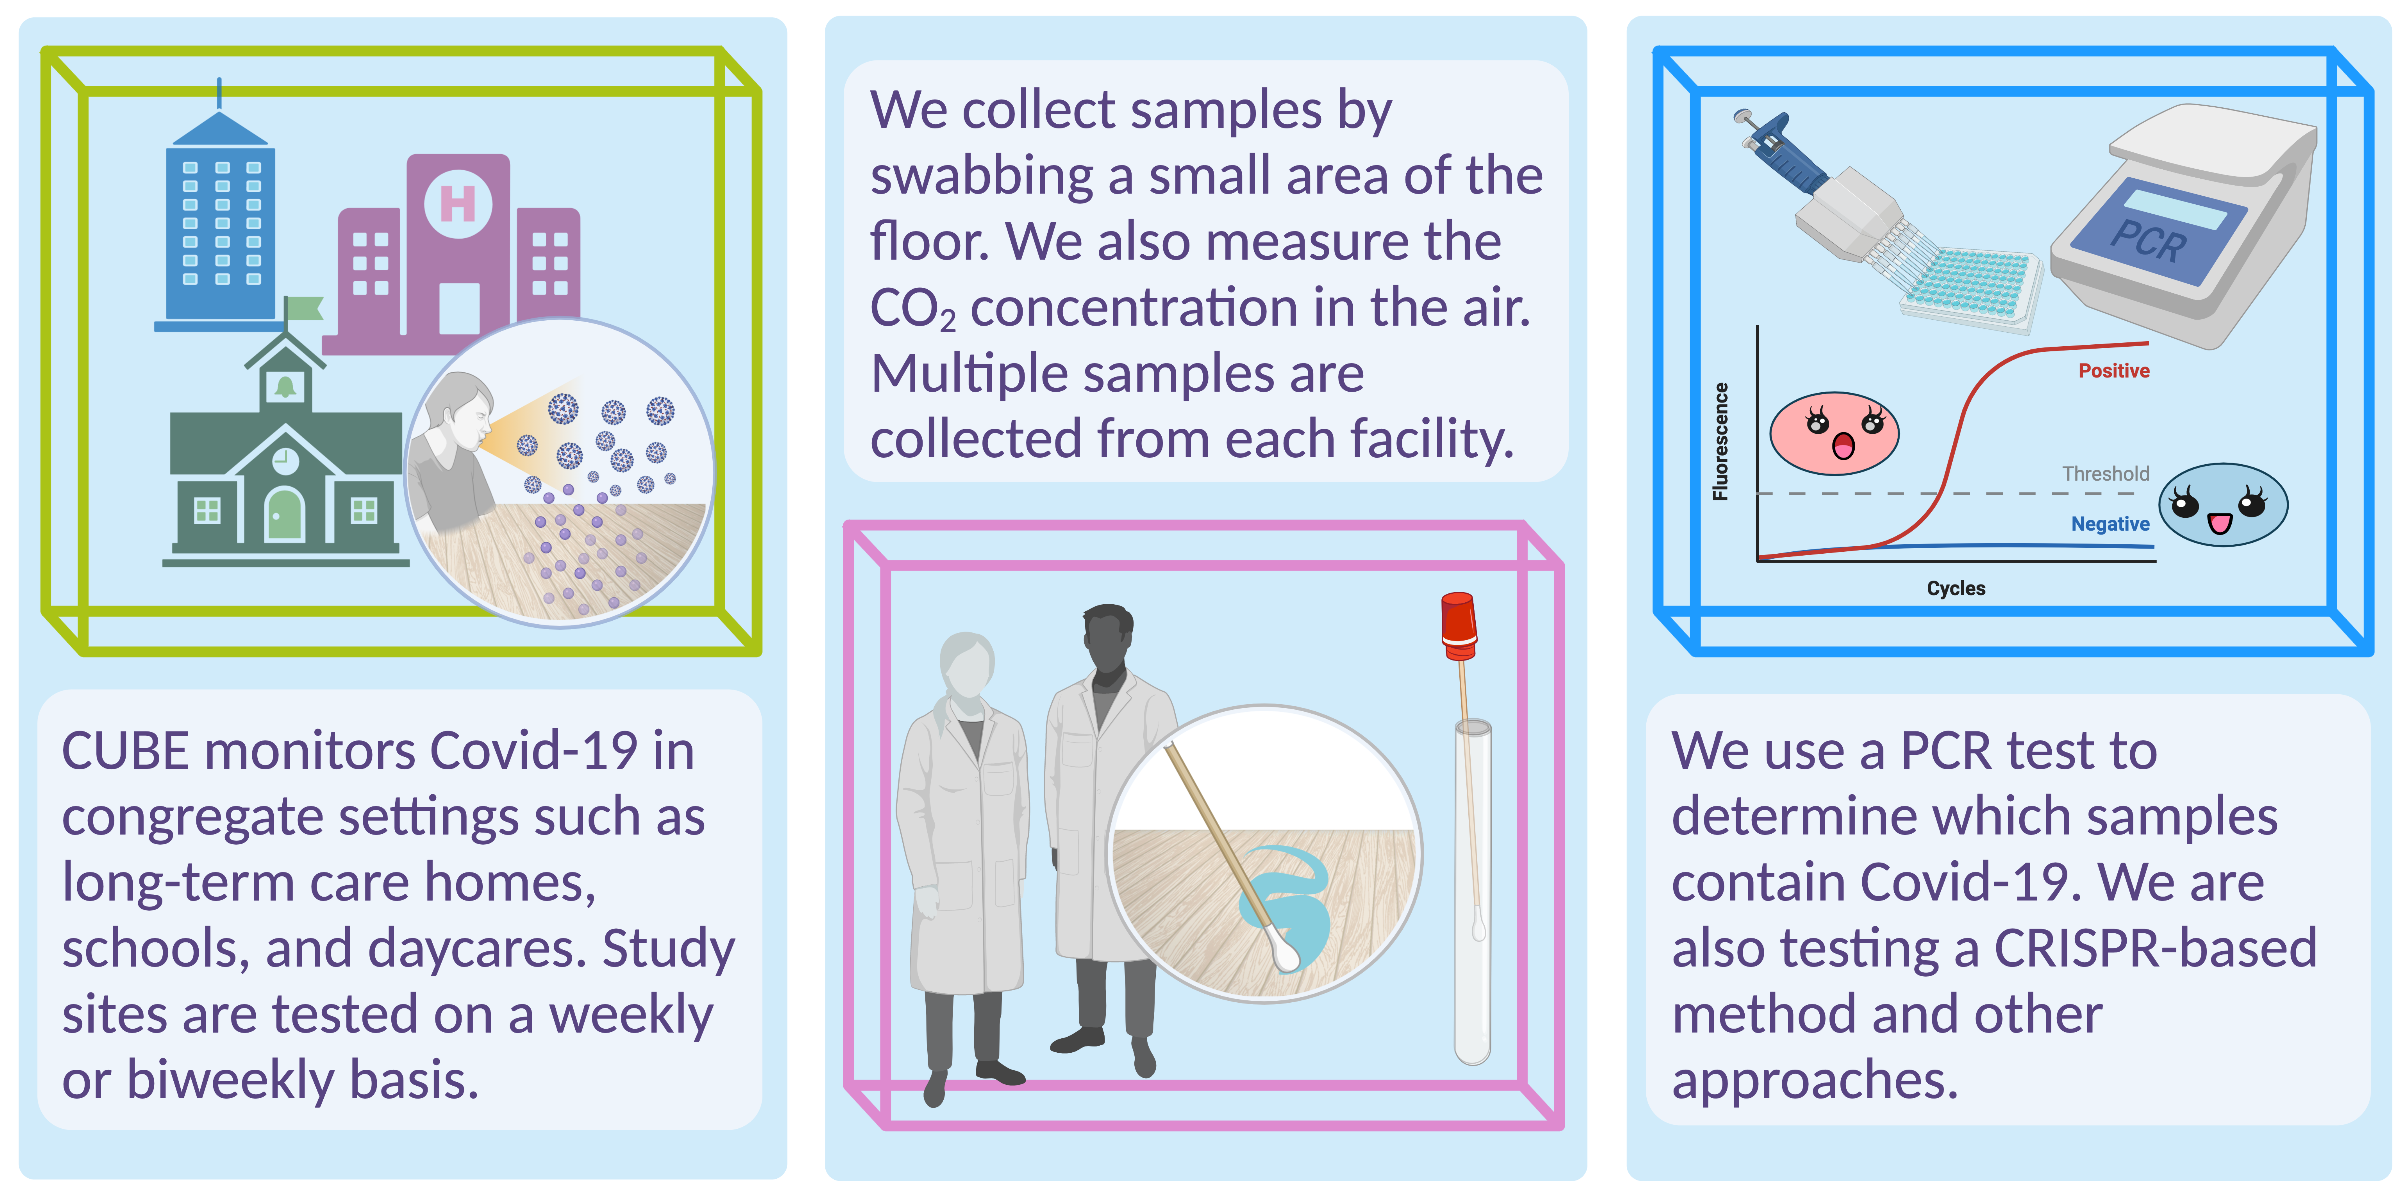 H
CUBE monitors Covid-19 in
congregate settings such as
long-term care homes,
schools, and daycares. Study
sites are tested on a weekly
or biweekly basis.
We collect samples by
swabbing a small area of the
floor. We also measure the
CO₂ concentration in the air.
Multiple samples are
collected from each facility.
PCR
Positive
Fluorescence
Threshold
Negative
Cycles
We use a PCR test to
determine which samples
contain Covid-19. We are
also testing a CRISPR-based
method and other
approaches.